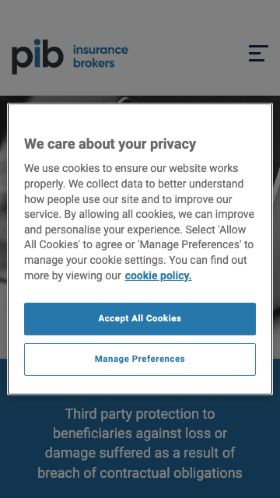 pib insurance
brokers
We care about your privacy
We use cookies to ensure our website works
properly. We collect data to better understand
how people use our site and to improve our
service. By allowing all cookies, we can improve
and personalise your experience. Select 'Allow
All Cookies' to agree or 'Manage Preferences' to
manage your cookie settings. You can find out
more by viewing our cookie policy.
Accept All Cookies
Manage Preferences
Third party protection to
beneficiaries against loss or
damage suffered as a result of
breach of contractual obligations